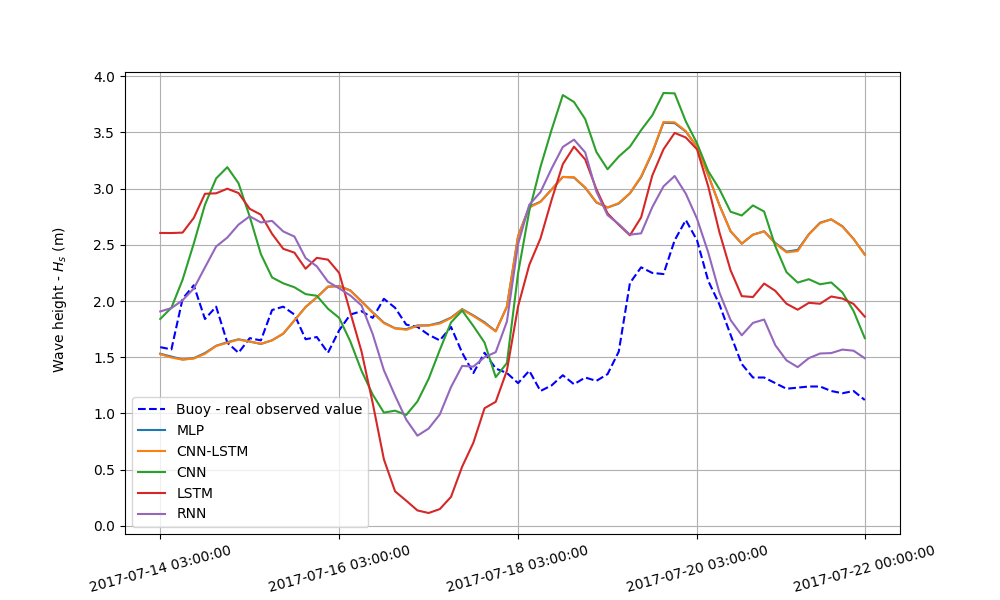 4.0
3.5
3.0
2.5
2.0
1.5
1.0
0.5
0.0
Wave height - Hs (m)
Buoy - real observed value
MLP
CNN-LSTM
CNN
LSTM
RNN
2017-07-14 03:00:00
2017-07-16 03:00:00
2017-07-18 03:00:00
2017-07-20 03:00:00
2017-07-22 00:00:00